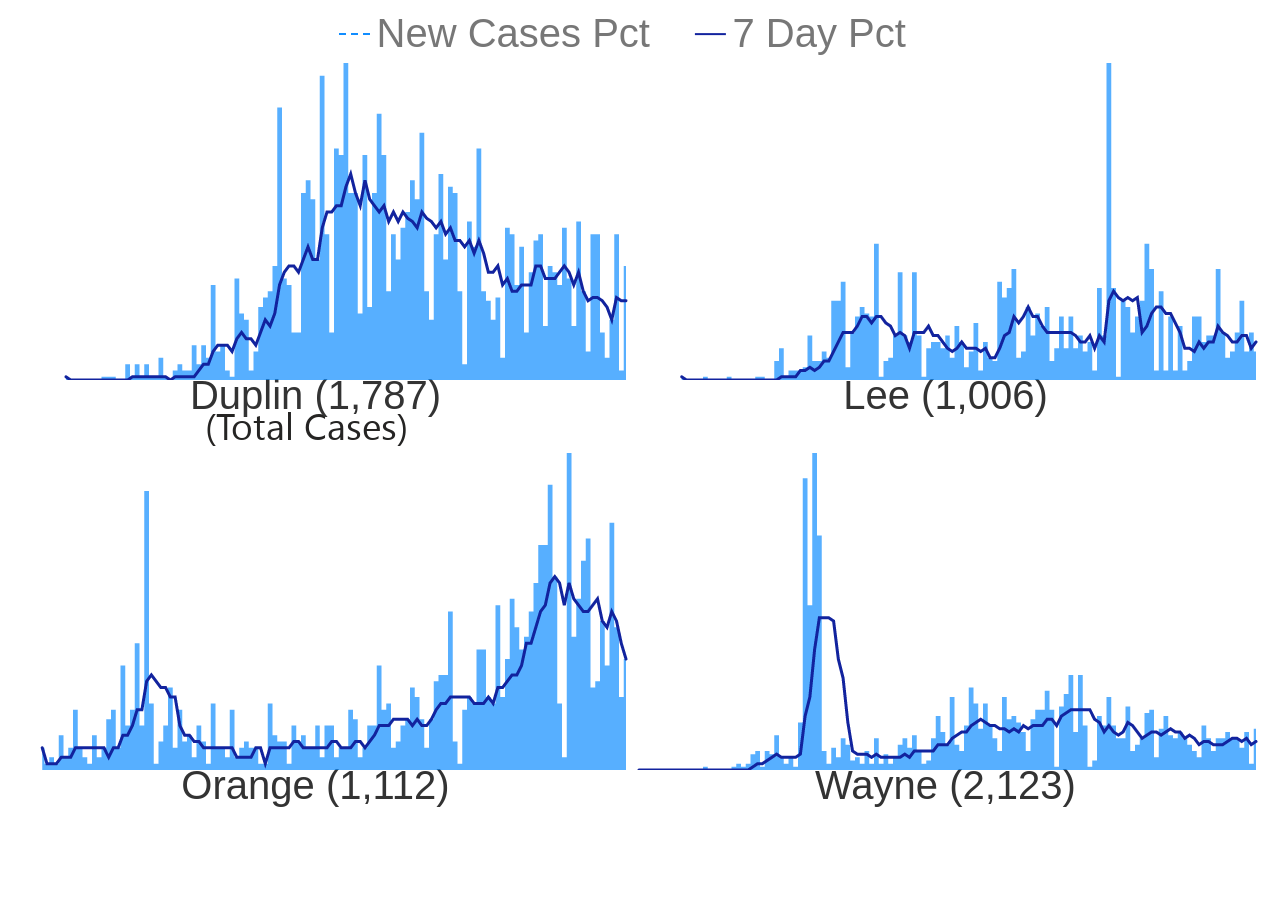 New Cases Pct 7 Day Pct
Duplin (1,787)
(Total Cases)
Lee (1,006)
Orange (1,112)
Wayne (2,123)